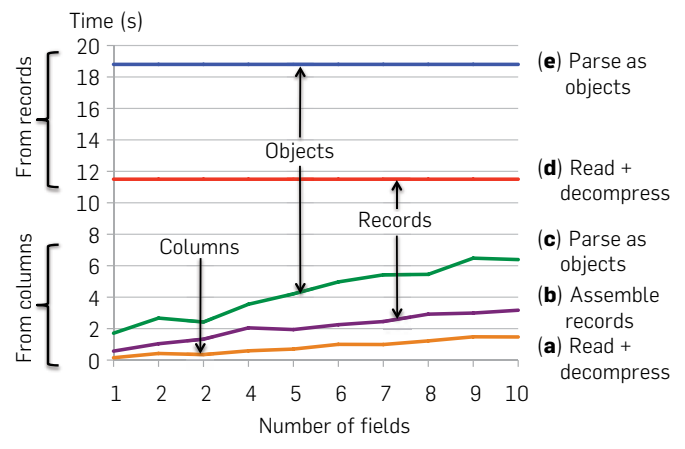 Time (s)
20
18
16
14
12
10
8
6
4
2
0
From records
From columns
Objects
Records
Columns
(e) Parse as
objects
(d) Read +
decompress
(c) Parse as
objects
(b) Assemble
records
(a) Read +
decompress
1 2 2 4 5 6 7 8 9 10
Number of fields